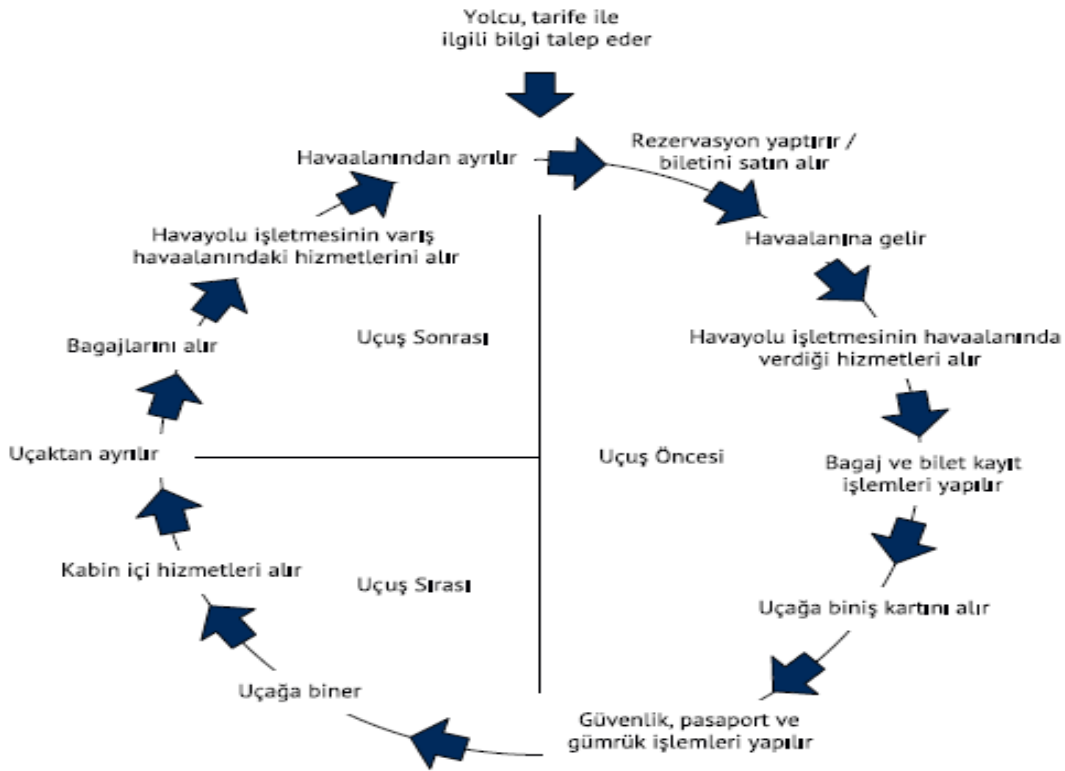 Yolcu, tarife ile
ilgili bilgi talep eder
Rezervasyon yaptırır /
biletini satın alır
Havaalanına gelir
Havayolu işletmesinin havaalanında
verdiği hizmetleri alır
Bagaj ve bilet kayıt
işlemleri yapılır
Uçağa biniş kartını alır
Güvenlik, pasaport ve
gümrük işlemleri yapılır
Uçağa biner
Kabin içi hizmetleri alır
Uçaktan ayrılır
Bagajlarını alır
Havayolu işletmesinin varış
havaalanındaki hizmetlerini alır
Havaalanından ayrılır
Uçuş Öncesi
Uçuş Sırası
Uçuş Sonrası